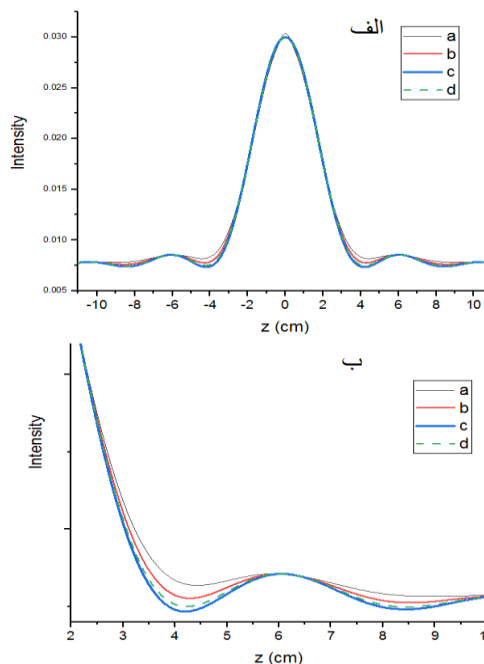 الف
a
b
c
d
0.030
0.025
0.020
0.015
0.010
0.005
Intensity
-10 -8 -6 -4 -2 0 2 4 6 8 10
z (cm)
ب
a
b
c
d
Intensity
2 3 4 5 6 7 8 9 10
z (cm)